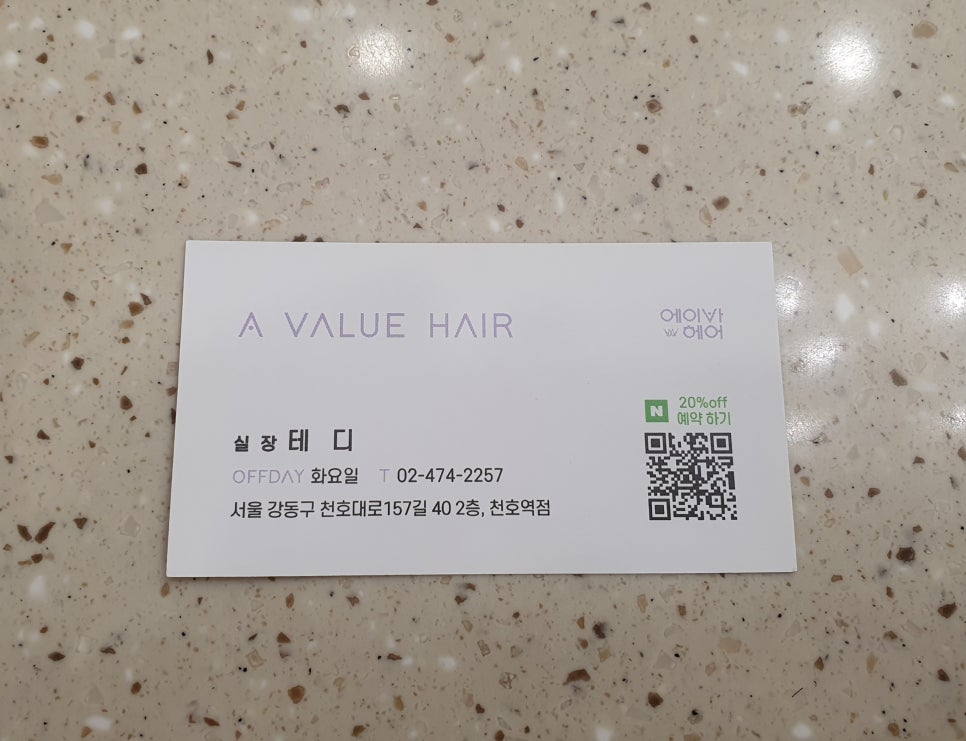 A VALUE HAIR
에이바
헤어
N 20%off
예약 하기
실 장 테 디
OFFDAY 화요일 T 02-474-2257
서울 강동구 천호대로157길 40 2층, 천호역점